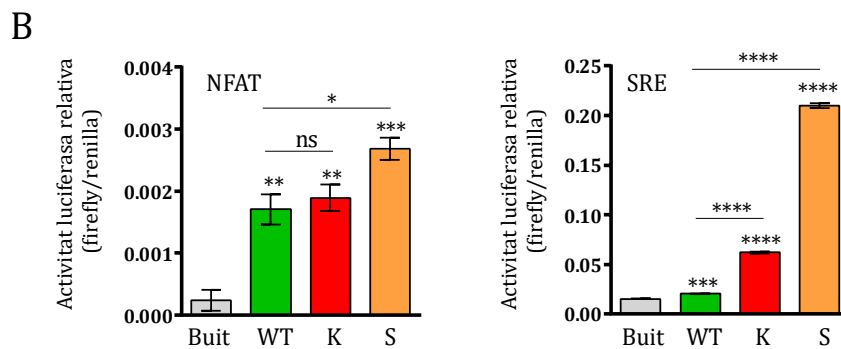 B
Activitat luciferasa relativa
(firefly/renilla)
NFAT
0.004
0.003
0.002
0.001
0.000
*
ns
**
**
***
Buit WT K S
Activitat luciferasa relativa
(firefly/renilla)
SRE
0.25
0.20
0.15
0.10
0.05
0.00
****
****
****
****
***
Buit WT K S